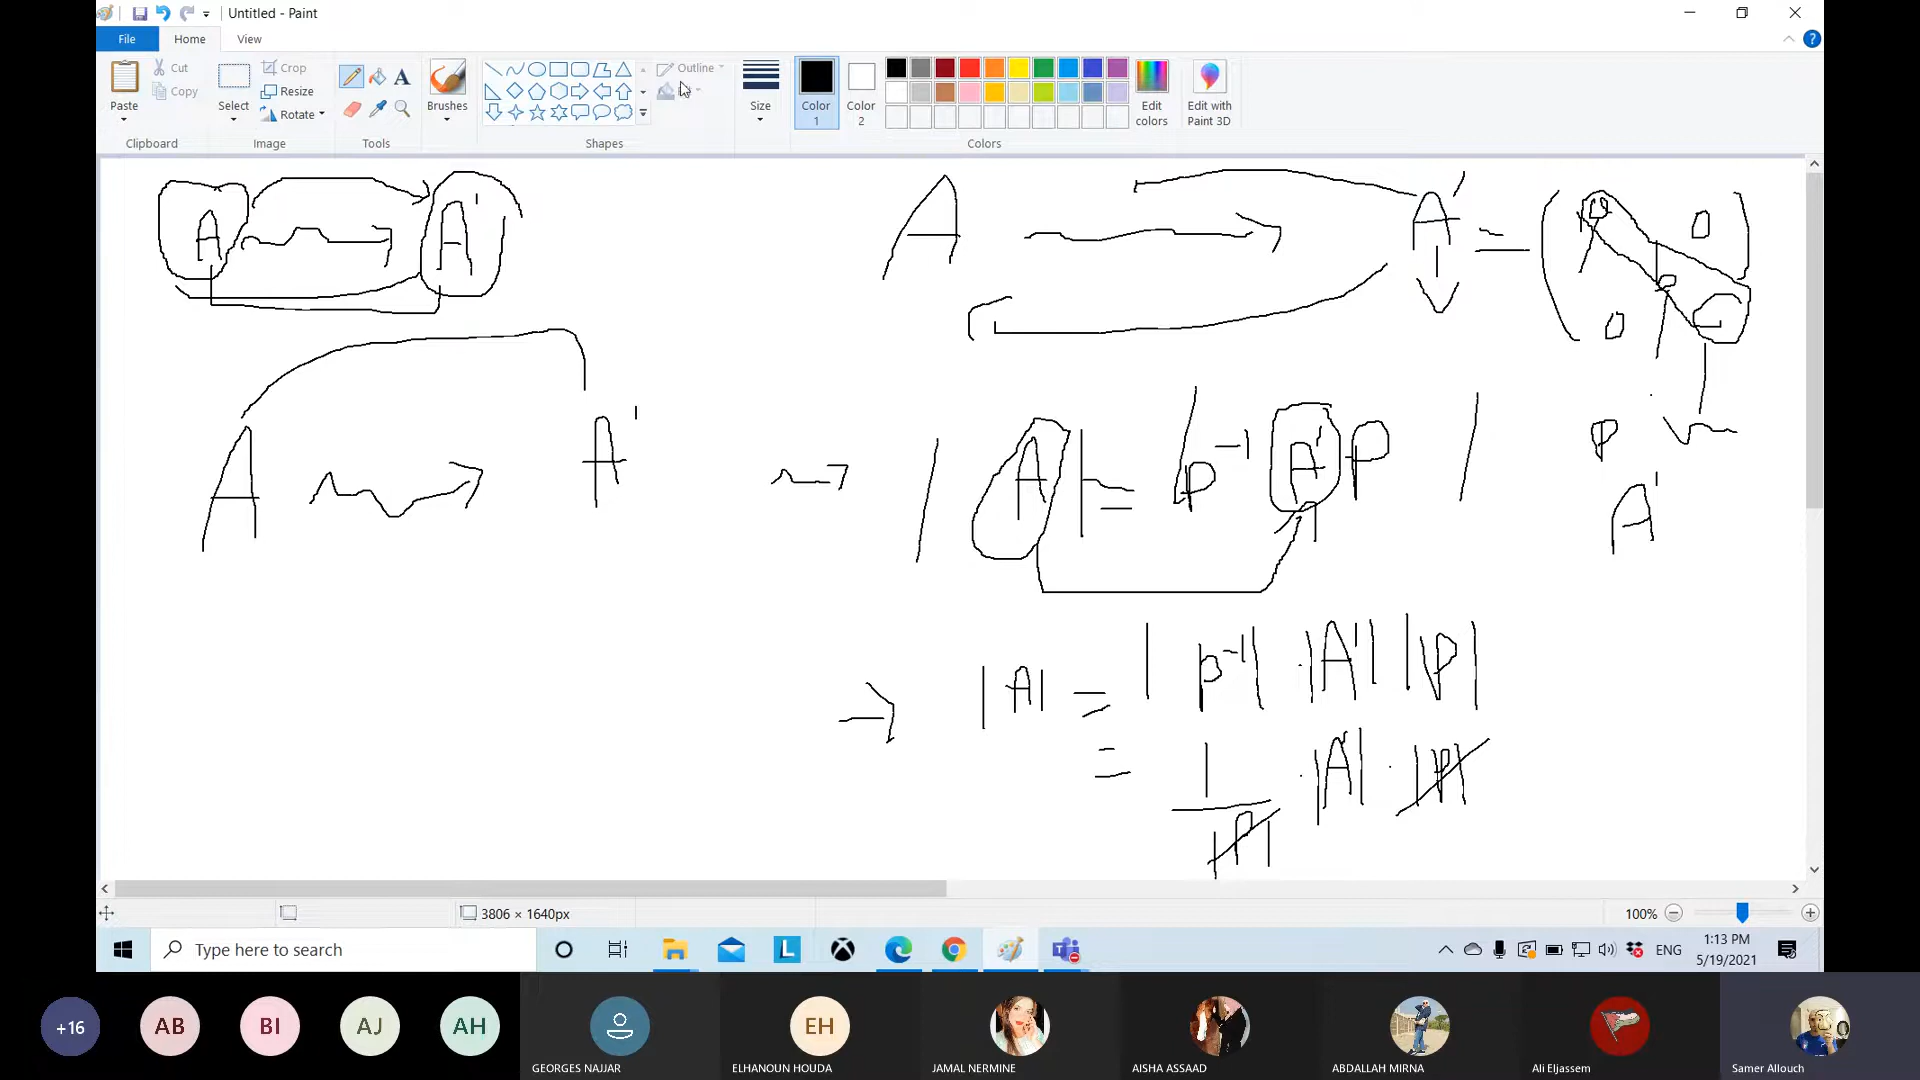 Untitled - Paint
File Home View
Paste
Cut
Copy
Clipboard
Select
Crop
Resize
Rotate
Image
Tools
Brushes
Shapes
Outline
Size
Color 1
Color 2
Colors
Edit colors
Edit with Paint 3D
A A'
A A' = ( 0 0 )
A A'
| A | = | P⁻¹ A' P |
P
A'
→ |A| = |P⁻¹| · |A'| |P|
= 1/|P| · |A'| · |P|
3806 × 1640px
100%
Type here to search
ENG
1:13 PM
5/19/2021
+16 AB BI AJ AH EH
GEORGES NAJJAR ELHANOUN HOUDA JAMAL NERMINE AISHA ASSAAD ABDALLAH MIRNA Ali Eljassem Samer Allouch